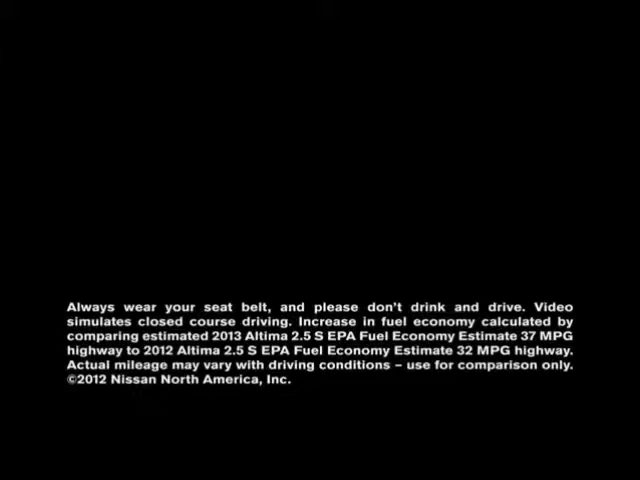 Always wear your seat belt, and please don't drink and drive. Video
simulates closed course driving. Increase in fuel economy calculated by
comparing estimated 2013 Altima 2.5 S EPA Fuel Economy Estimate 37 MPG
highway to 2012 Altima 2.5 S EPA Fuel Economy Estimate 32 MPG highway.
Actual mileage may vary with driving conditions – use for comparison only.
©2012 Nissan North America, Inc.